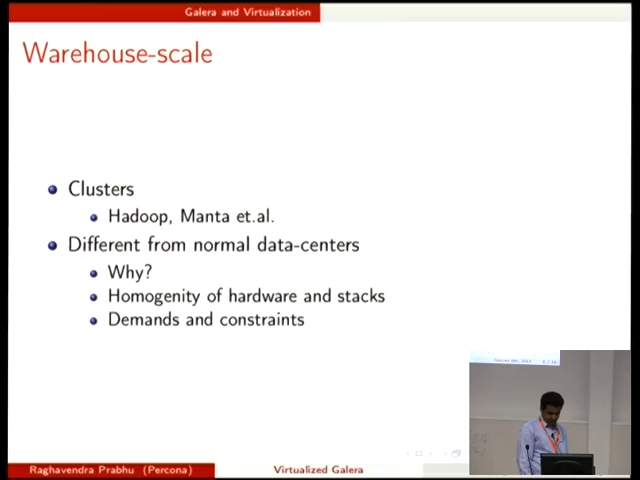 Galera and Virtualization
Warehouse-scale
Clusters
Hadoop, Manta et.al.
Different from normal data-centers
Why?
Homogenity of hardware and stacks
Demands and constraints
Raghavendra Prabhu (Percona)
Virtualized Galera